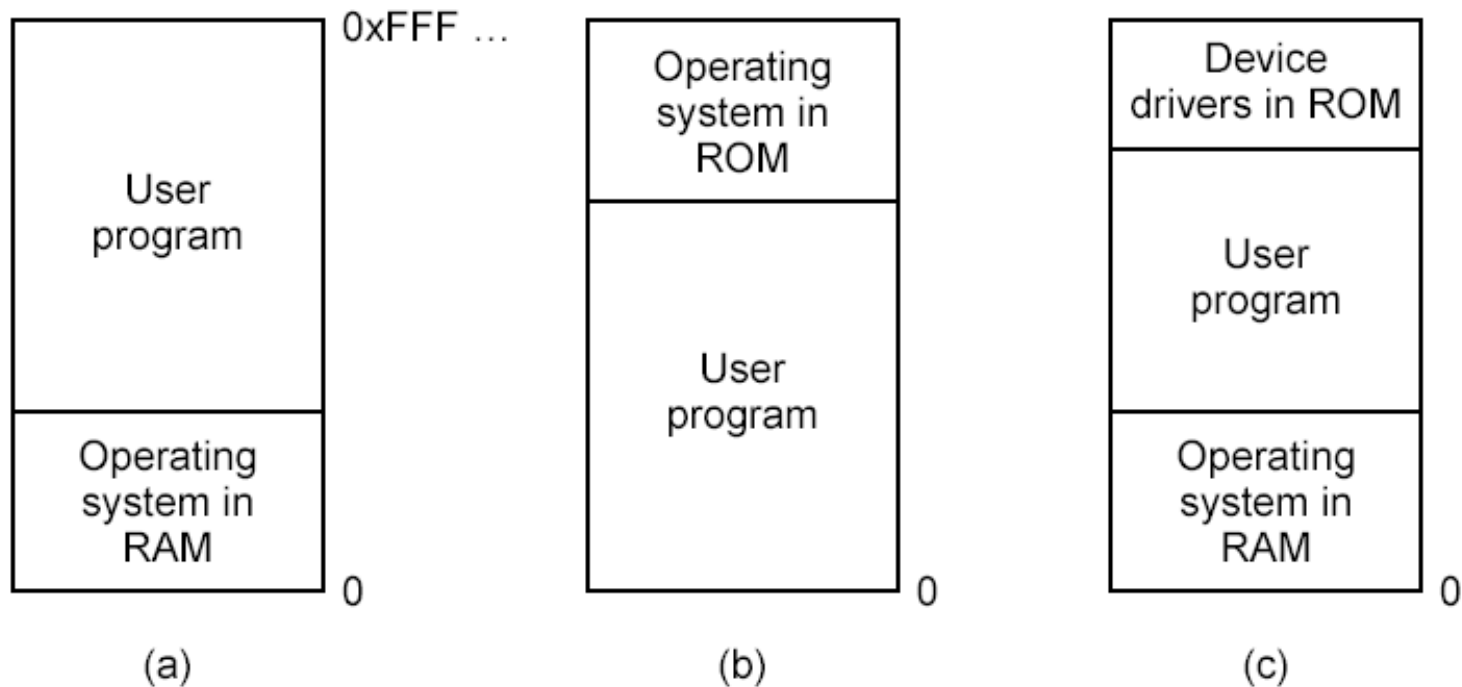 0xFFF …
User
program
Operating
system in
RAM
0
(a)
Operating
system in
ROM
User
program
0
(b)
Device
drivers in ROM
User
program
Operating
system in
RAM
0
(c)